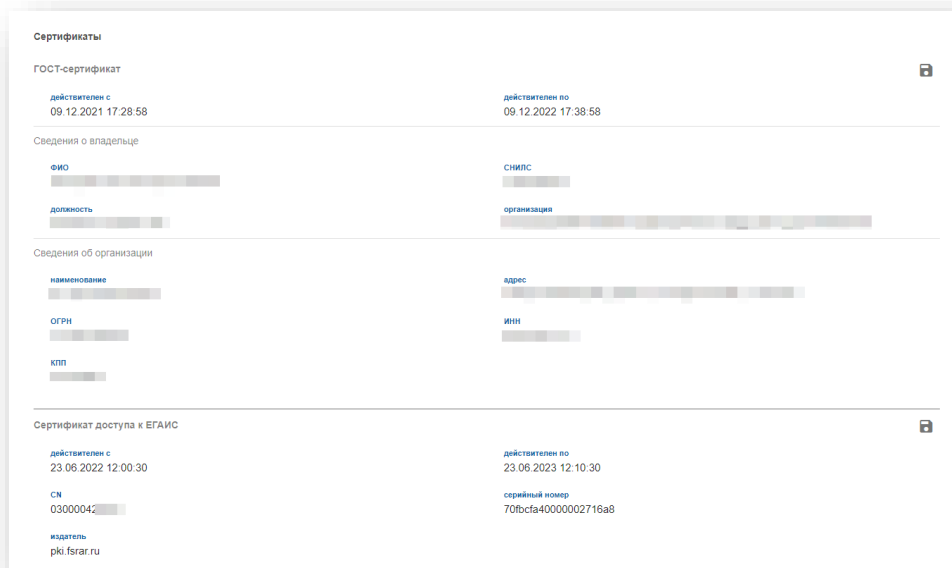 Сертификаты
ГОСТ-сертификат
действителен с действителен по
09.12.2021 17:28:58 09.12.2022 17:38:58
Сведения о владельце
ФИО СНИЛС
должность организация
Сведения об организации
наименование адрес
ОГРН ИНН
КПП
Сертификат доступа к ЕГАИС
действителен с действителен по
23.06.2022 12:00:30 23.06.2023 12:10:30
CN серийный номер
03000042 70fbcfa40000002716a8
издатель
pki.fsrar.ru